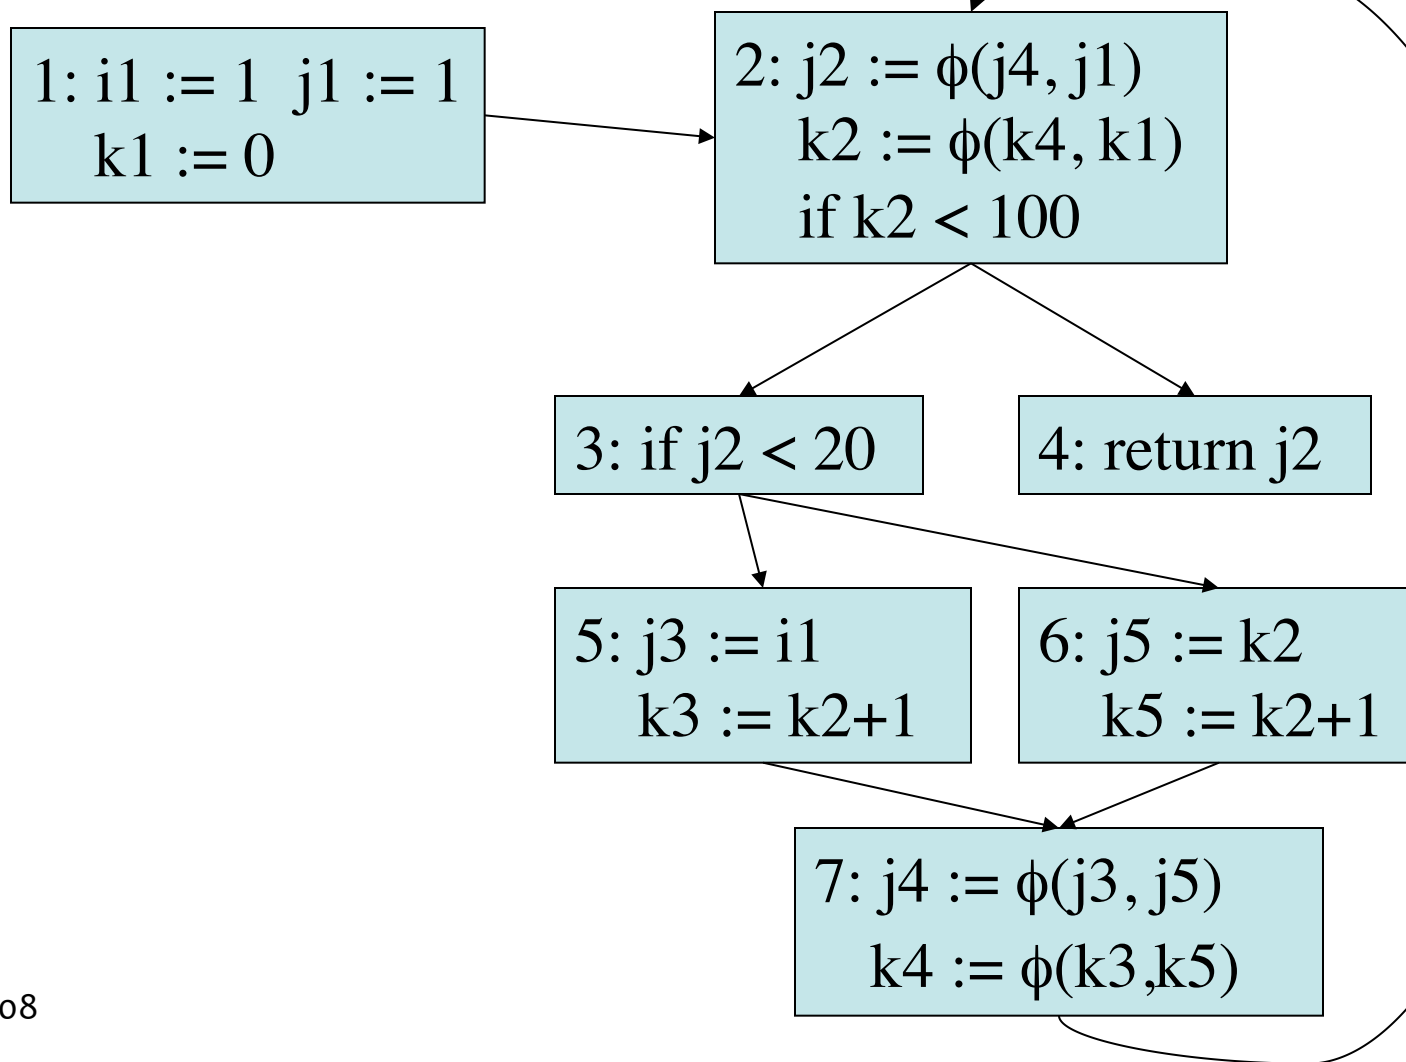 1: i1 := 1 j1 := 1
k1 := 0
2: j2 := ϕ(j4, j1)
k2 := ϕ(k4, k1)
if k2 < 100
3: if j2 < 20
4: return j2
5: j3 := i1
k3 := k2+1
6: j5 := k2
k5 := k2+1
7: j4 := ϕ(j3, j5)
k4 := ϕ(k3,k5)
o8